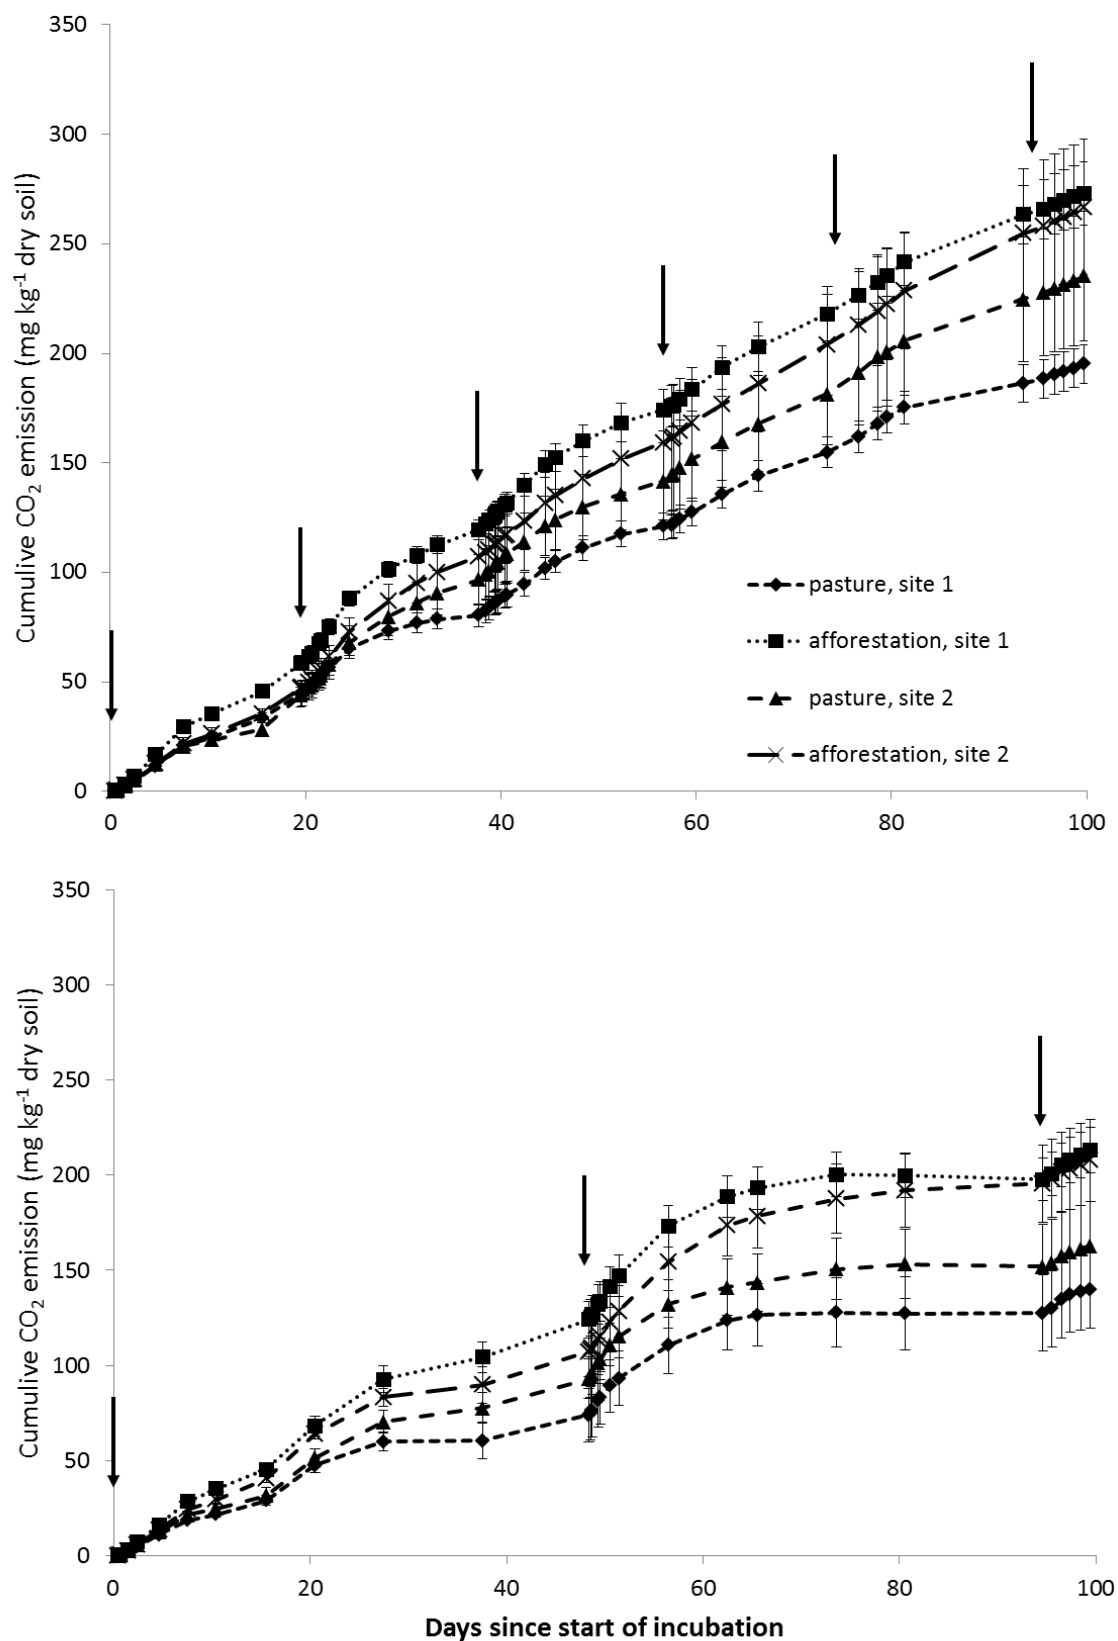 350
300
250
200
150
100
50
0
Cumulive CO₂ emission (mg kg⁻¹ dry soil)
pasture, site 1
afforestation, site 1
pasture, site 2
afforestation, site 2
0 20 40 60 80 100
350
300
250
200
150
100
50
0
Cumulive CO₂ emission (mg kg⁻¹ dry soil)
0 20 40 60 80 100
Days since start of incubation